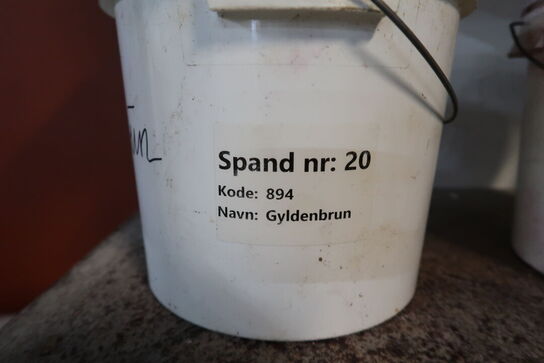 Spand nr: 20
Kode: 894
Navn: Gyldenbrun